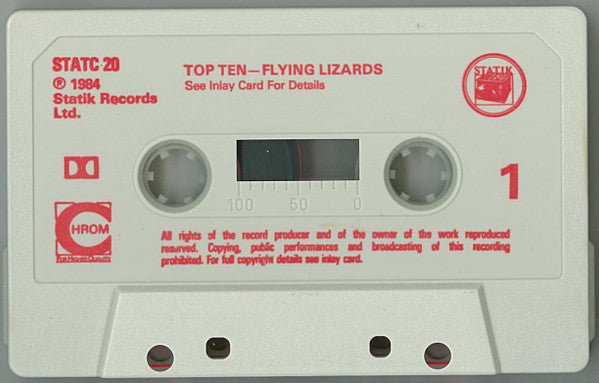 STATC 20
℗ 1984
Statik Records
Ltd.
TOP TEN—FLYING LIZARDS
See Inlay Card For Details
STATIK
1
100 50 0
CHROM
All rights of the record producer and of the owner of the work reproduced
reserved. Copying, public performances and broadcasting of this recording
prohibited. For full copyright details see inlay card.